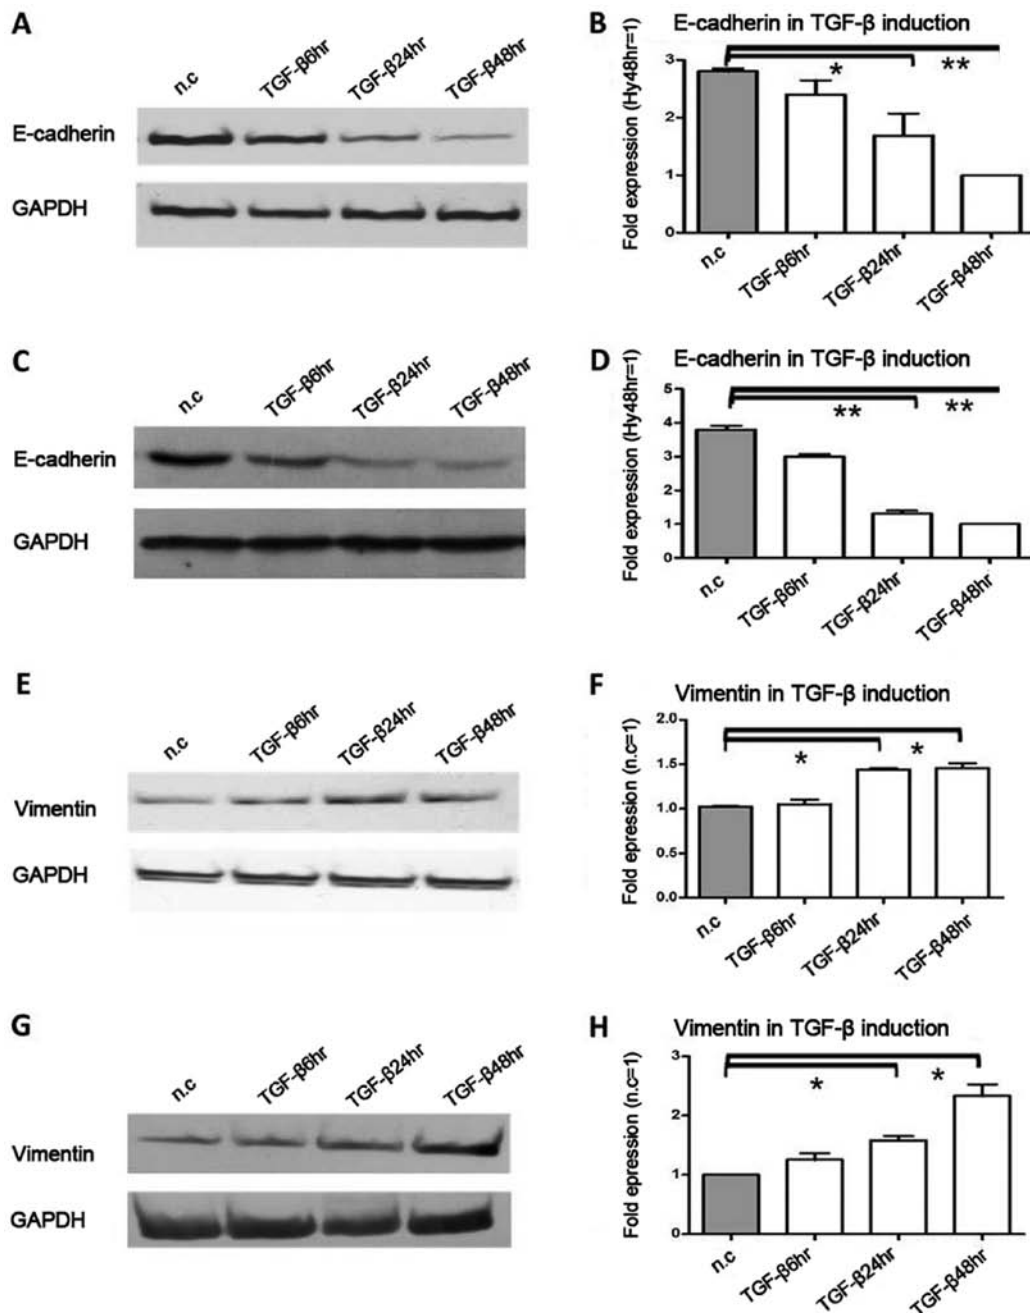 A
n.c
TGF-β6hr
TGF-β24hr
TGF-β48hr
E-cadherin
GAPDH
B
E-cadherin in TGF-β induction
Fold expression (Hy48hr=1)
3
2
1
0
*
**
n.c
TGF-β6hr
TGF-β24hr
TGF-β48hr
C
n.c
TGF-β6hr
TGF-β24hr
TGF-β48hr
E-cadherin
GAPDH
D
E-cadherin in TGF-β induction
Fold expression (Hy48hr=1)
5
4
3
2
1
0
**
**
n.c
TGF-β6hr
TGF-β24hr
TGF-β48hr
E
n.c
TGF-β6hr
TGF-β24hr
TGF-β48hr
Vimentin
GAPDH
F
Vimentin in TGF-β induction
Fold epression (n.c=1)
2.0
1.5
1.0
0.5
0.0
*
*
n.c
TGF-β6hr
TGF-β24hr
TGF-β48hr
G
n.c
TGF-β6hr
TGF-β24hr
TGF-β48hr
Vimentin
GAPDH
H
Vimentin in TGF-β induction
Fold epression (n.c=1)
3
2
1
0
*
*
n.c
TGF-β6hr
TGF-β24hr
TGF-β48hr